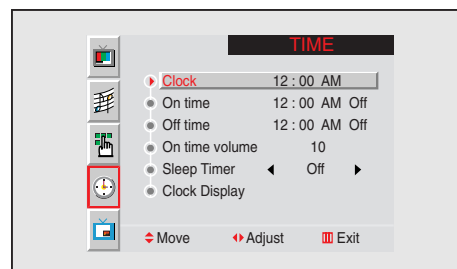 TIME
Clock 12 : 00 AM
On time 12 : 00 AM Off
Off time 12 : 00 AM Off
On time volume 10
Sleep Timer Off
Clock Display
Move Adjust Exit